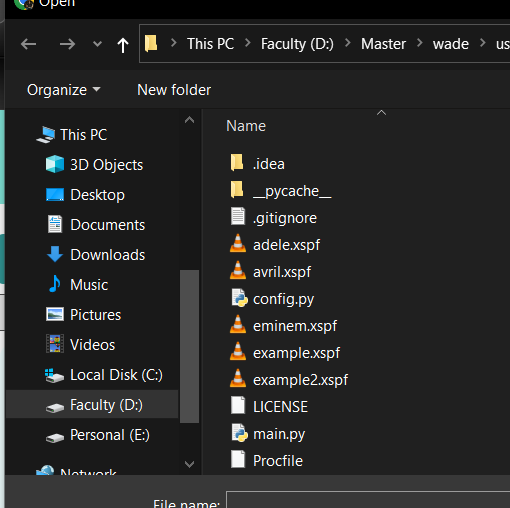 Open
This PC > Faculty (D:) > Master > wade > us
Organize
New folder
This PC
3D Objects
Desktop
Documents
Downloads
Music
Pictures
Videos
Local Disk (C:)
Faculty (D:)
Personal (E:)
Network
Name
.idea
__pycache__
.gitignore
adele.xspf
avril.xspf
config.py
eminem.xspf
example.xspf
example2.xspf
LICENSE
main.py
Procfile
File name: